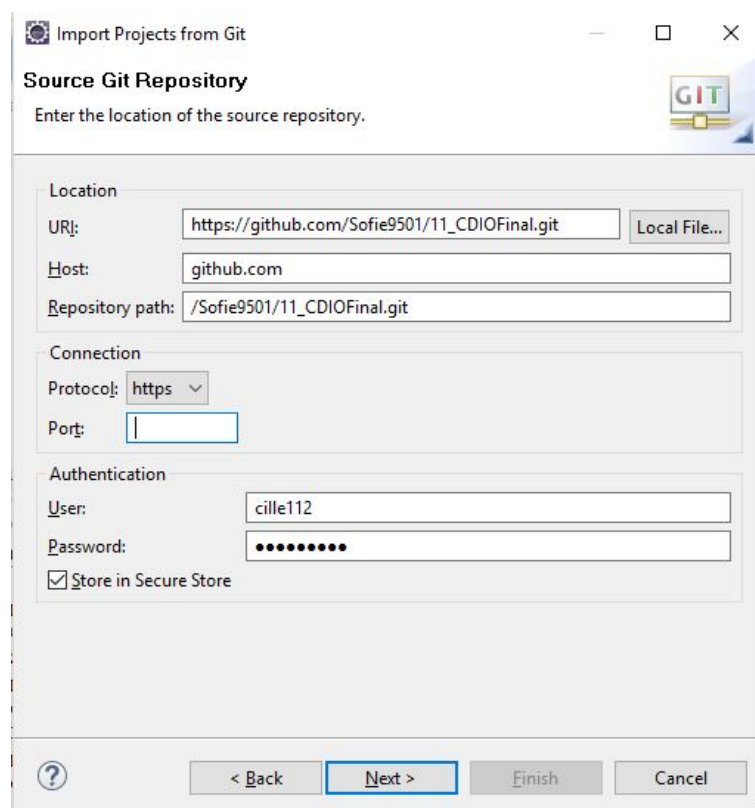 Import Projects from Git
Source Git Repository
Enter the location of the source repository.
GIT
Location
URI: https://github.com/Sofie9501/11_CDIOFinal.git Local File...
Host: github.com
Repository path: /Sofie9501/11_CDIOFinal.git
Connection
Protocol: https
Port:
Authentication
User: cille112
Password: ●●●●●●●●●
Store in Secure Store
< Back Next > Finish Cancel